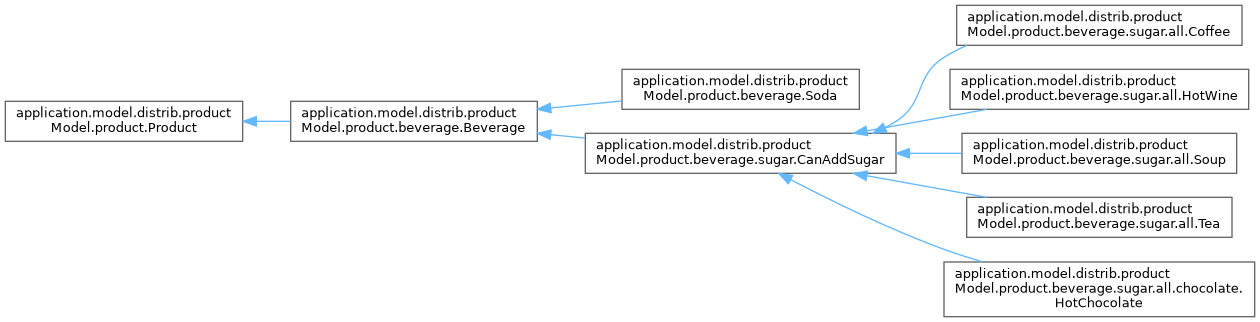 application.model.distrib.product
Model.product.beverage.sugar.all.Coffee
application.model.distrib.product
Model.product.beverage.Soda
application.model.distrib.product
Model.product.beverage.sugar.all.HotWine
application.model.distrib.product
Model.product.Product
application.model.distrib.product
Model.product.beverage.Beverage
application.model.distrib.product
Model.product.beverage.sugar.CanAddSugar
application.model.distrib.product
Model.product.beverage.sugar.all.Soup
application.model.distrib.product
Model.product.beverage.sugar.all.Tea
application.model.distrib.product
Model.product.beverage.sugar.all.chocolate.
HotChocolate